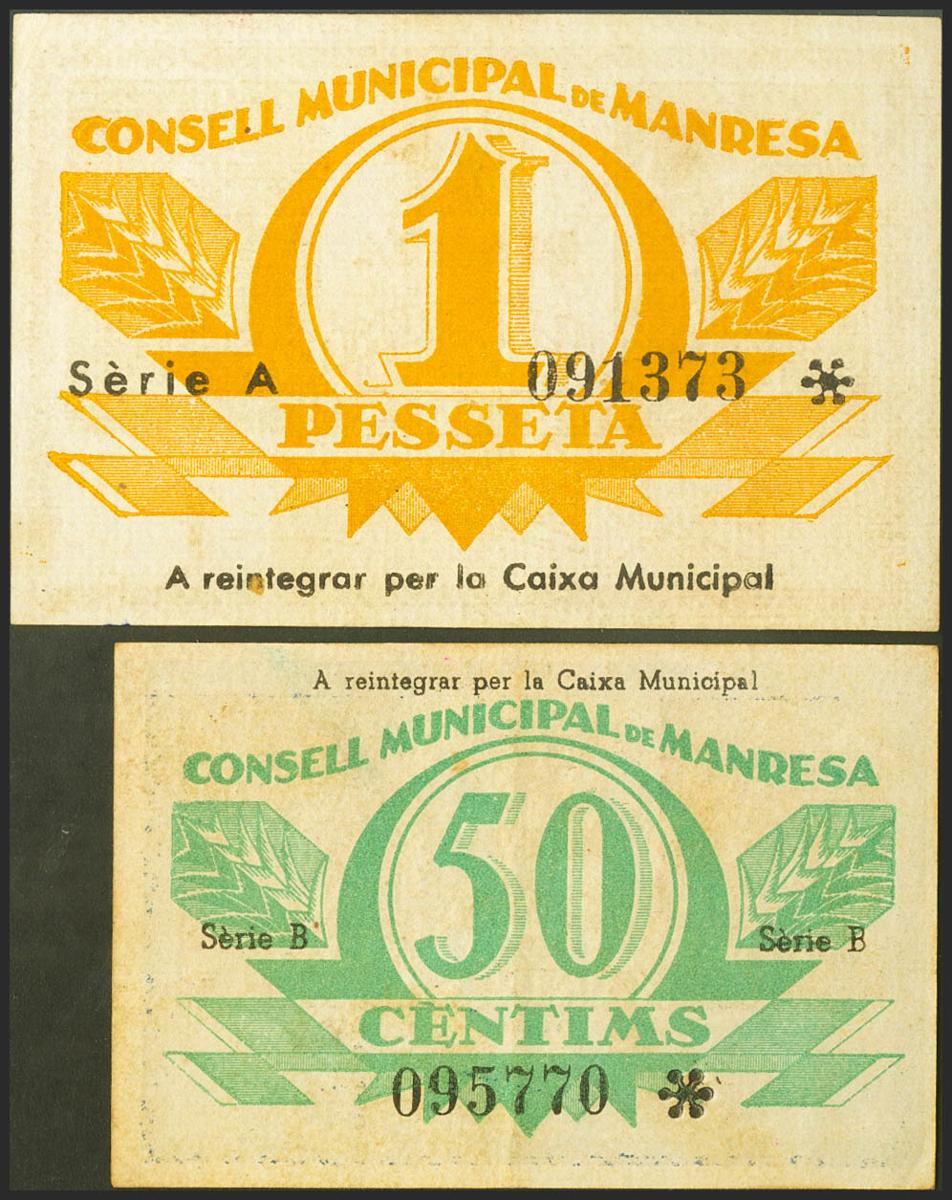 CONSELL MUNICIPAL DE MANRESA
1
Sèrie A 091373
PESSETA
A reintegrar per la Caixa Municipal
A reintegrar per la Caixa Municipal
CONSELL MUNICIPAL DE MANRESA
50
Sèrie B Sèrie B
CENTIMS
095770